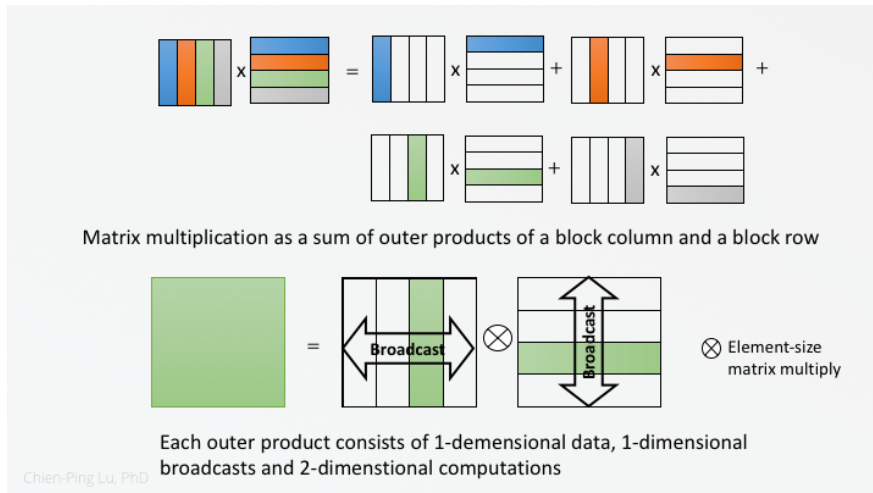 x = x + x +
x + x
Matrix multiplication as a sum of outer products of a block column and a block row
= Broadcast ⊗ Broadcast
⊗ Element-size
matrix multiply
Each outer product consists of 1-demensional data, 1-dimensional
broadcasts and 2-dimenstional computations
Chien-Ping Lu, PhD